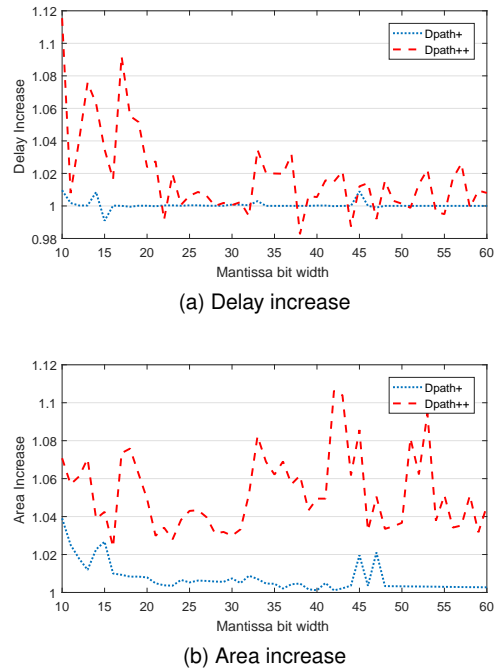 1.12
1.1
1.08
1.06
1.04
1.02
1
0.98
Delay Increase
Dpath+
Dpath++
10 15 20 25 30 35 40 45 50 55 60
Mantissa bit width
(a) Delay increase
1.12
1.1
1.08
1.06
1.04
1.02
1
Area Increase
Dpath+
Dpath++
10 15 20 25 30 35 40 45 50 55 60
Mantissa bit width
(b) Area increase